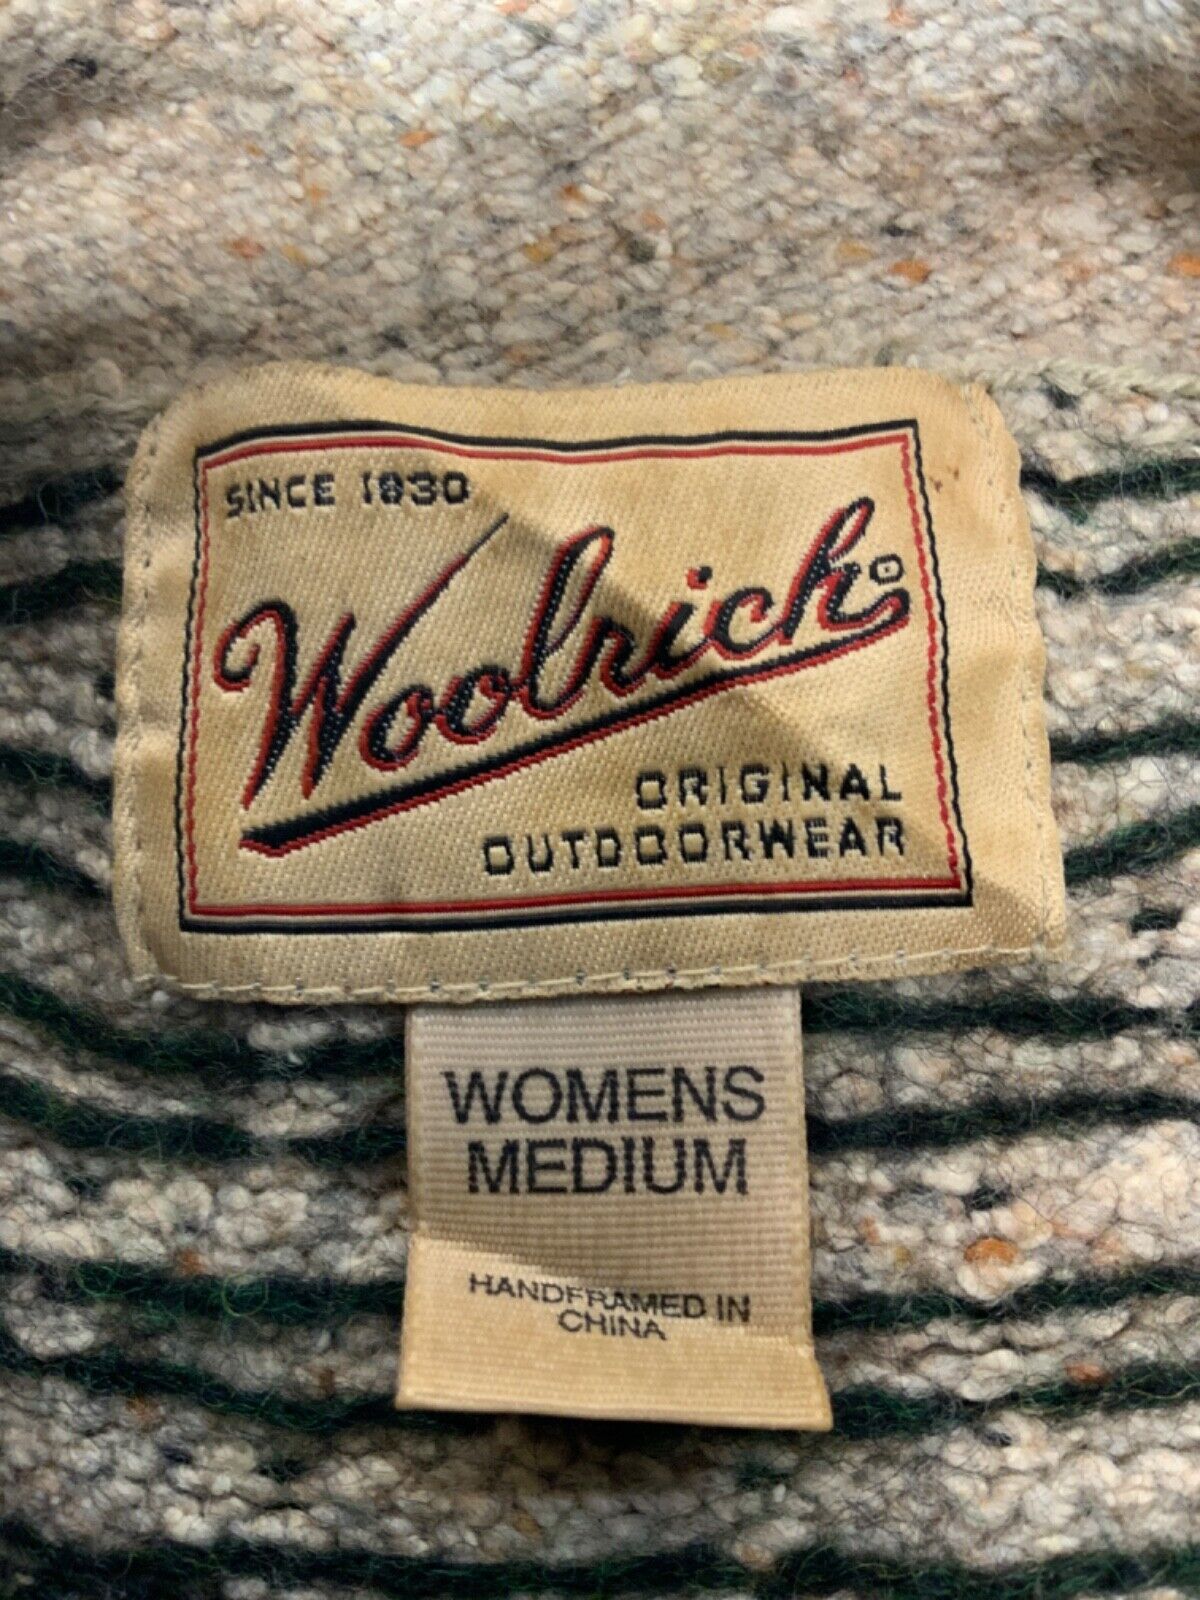 SINCE 1830
Woolrich®
ORIGINAL
OUTDOORWEAR
WOMENS
MEDIUM
HANDFRAMED IN
CHINA